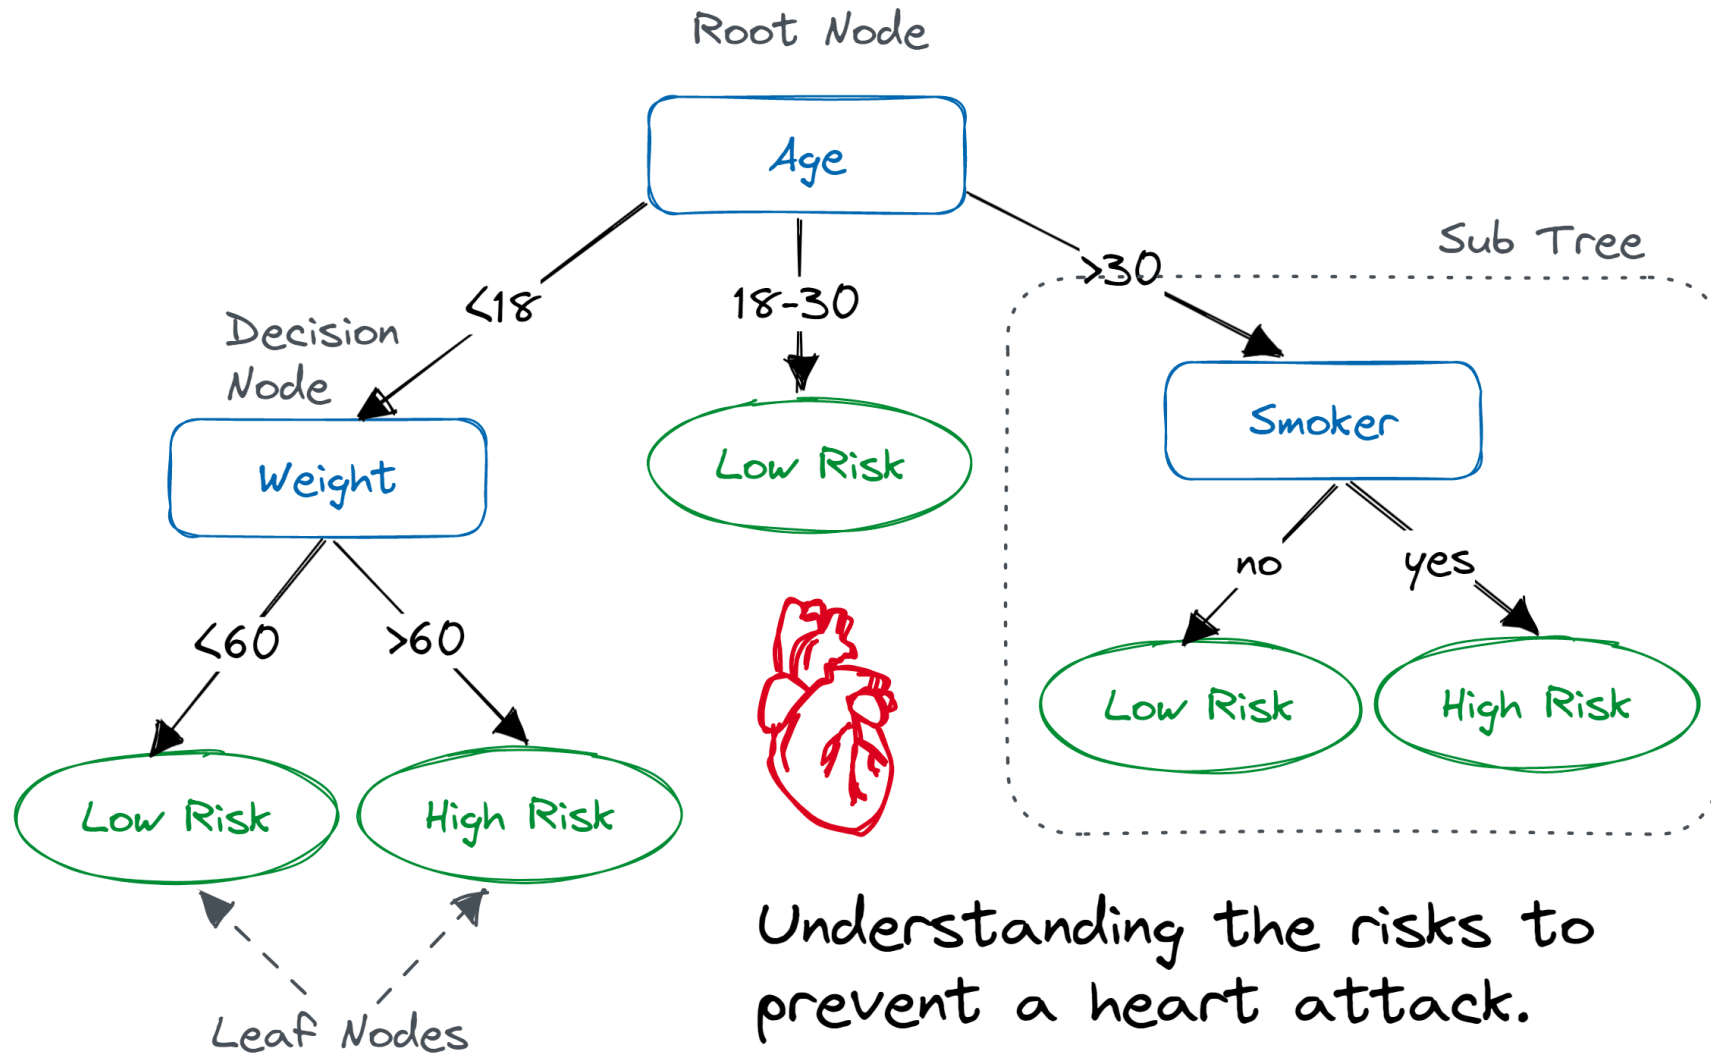 Root Node
Age
<18
18-30
>30
Sub Tree
Decision
Node
Weight
Low Risk
Smoker
<60
>60
no
yes
Low Risk
High Risk
Low Risk
High Risk
Leaf Nodes
Understanding the risks to
prevent a heart attack.